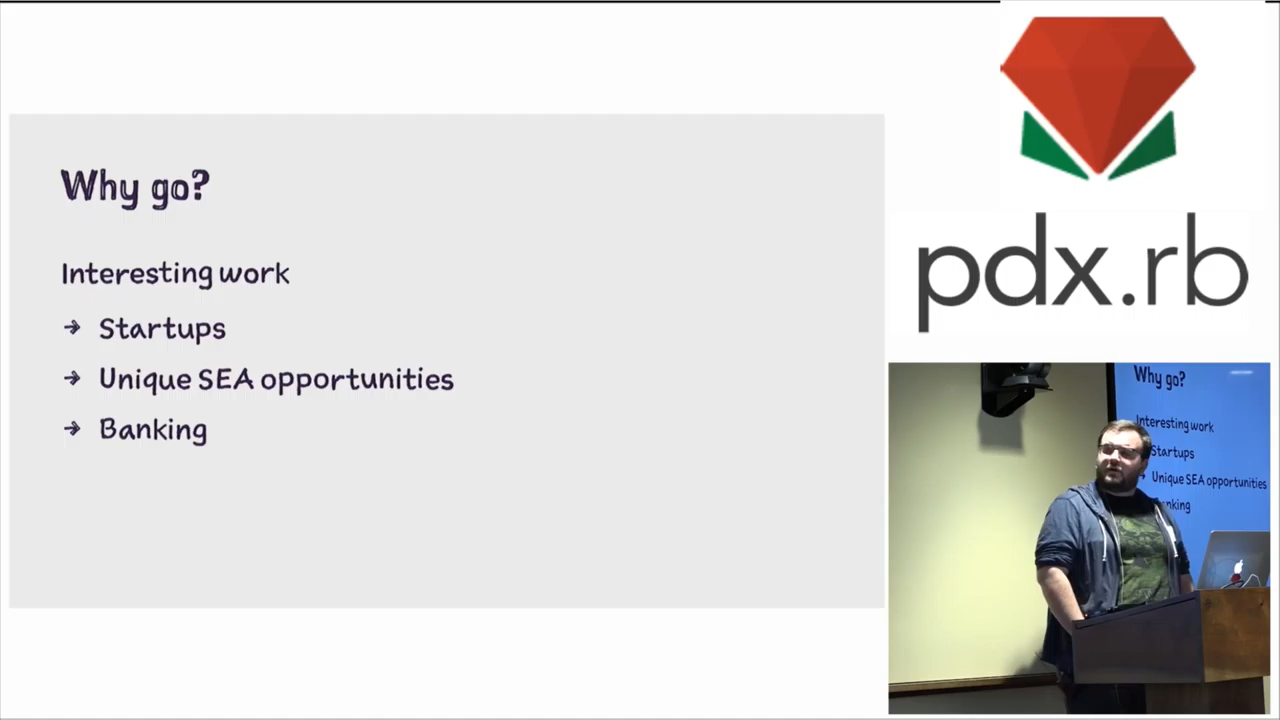 Why go?
Interesting work
→ Startups
→ Unique SEA opportunities
→ Banking
pdx.rb
Why go?
Interesting work
Startups
Unique SEA opportunities